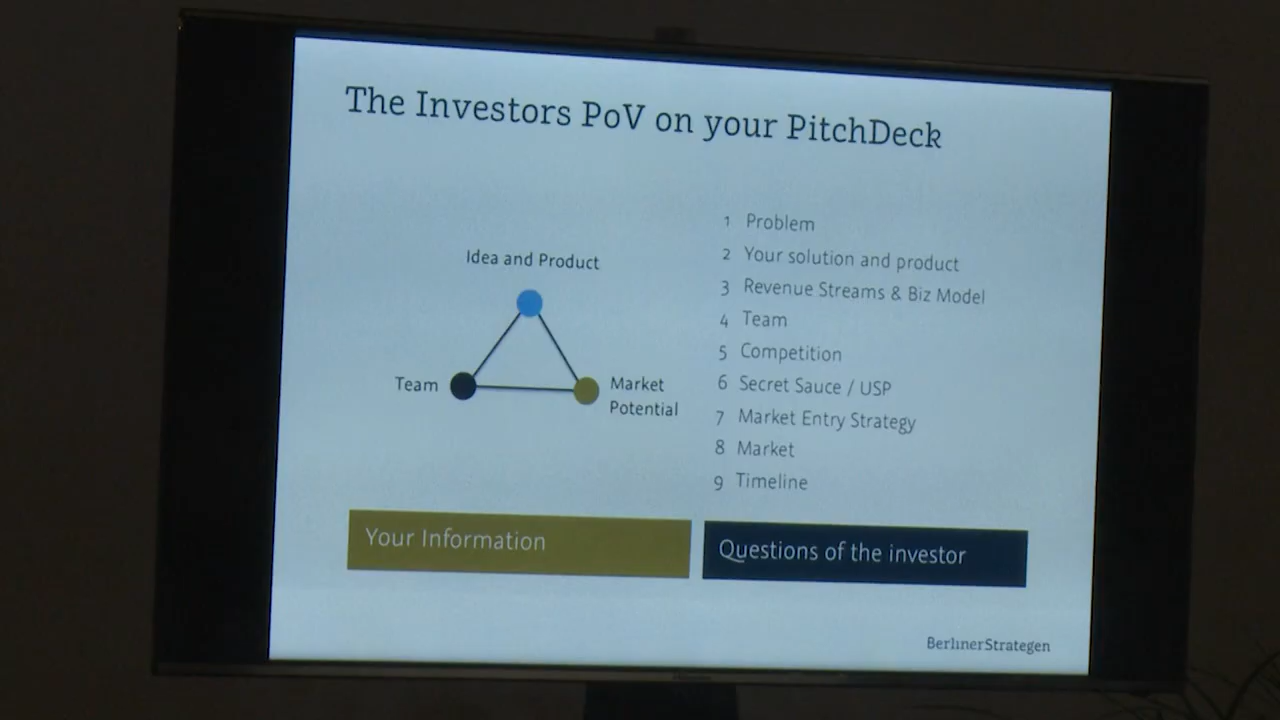 The Investors PoV on your PitchDeck
Idea and Product
Team
Market
Potential
1 Problem
2 Your solution and product
3 Revenue Streams & Biz Model
4 Team
5 Competition
6 Secret Sauce / USP
7 Market Entry Strategy
8 Market
9 Timeline
Your Information
Questions of the investor
BerlinerStrategen